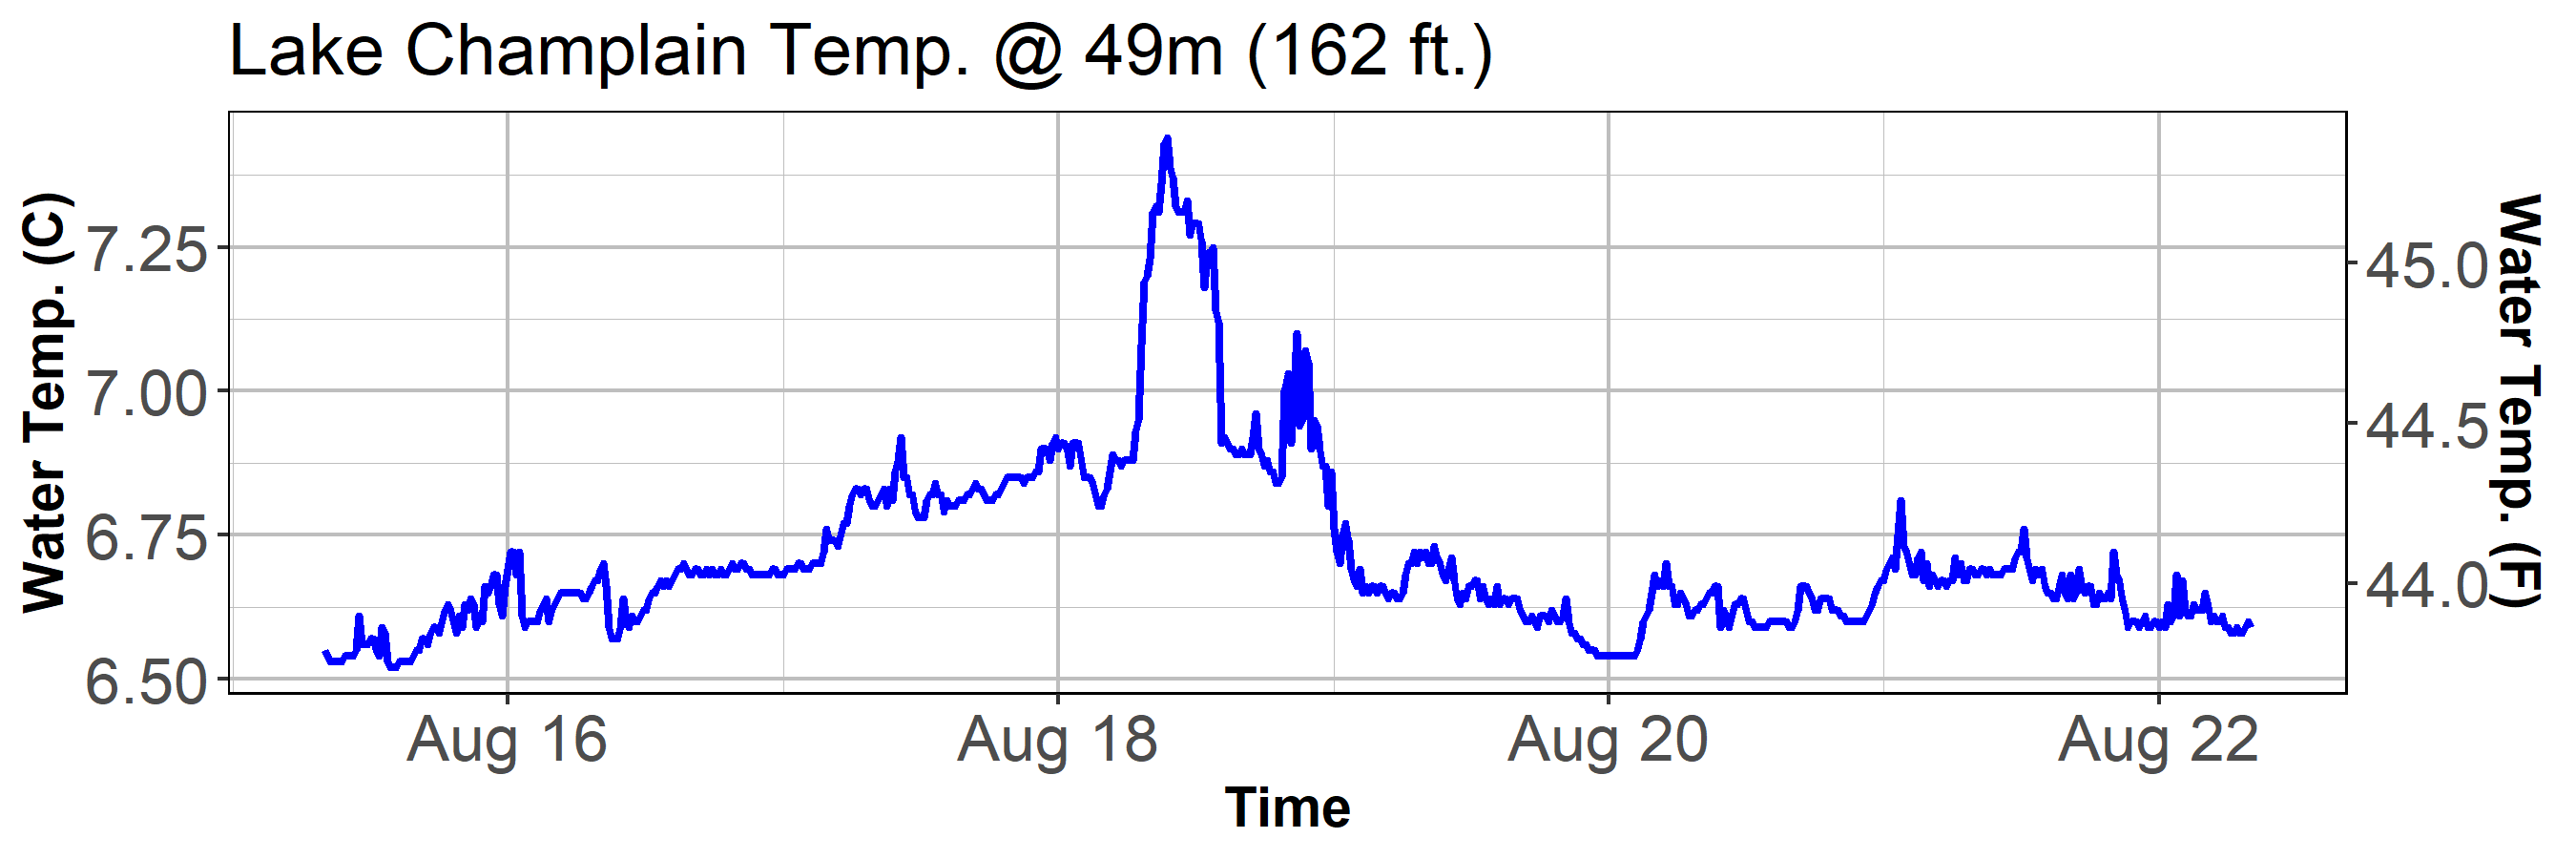 Lake Champlain Temp. @ 49m (162 ft.)
Water Temp. (C)
7.25
7.00
6.75
6.50
45.0
44.5
44.0
Water Temp. (F)
Aug 16
Aug 18
Aug 20
Aug 22
Time